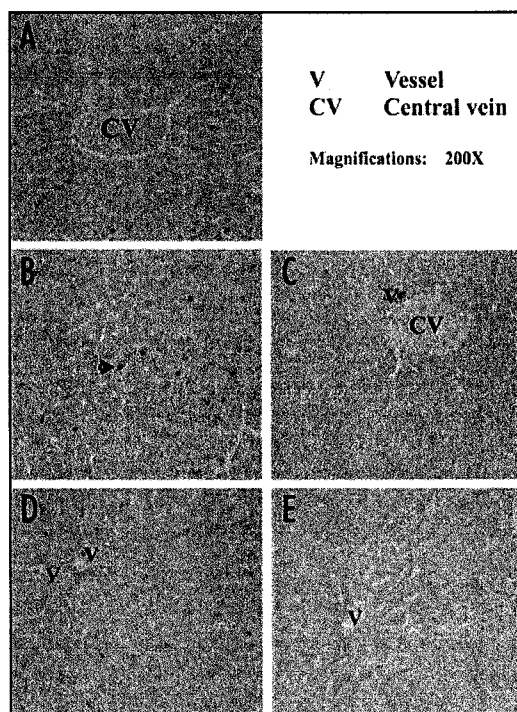 A
CV
V Vessel
CV Central vein
Magnifications: 200X
B
C
CV
D
V
V
E
V